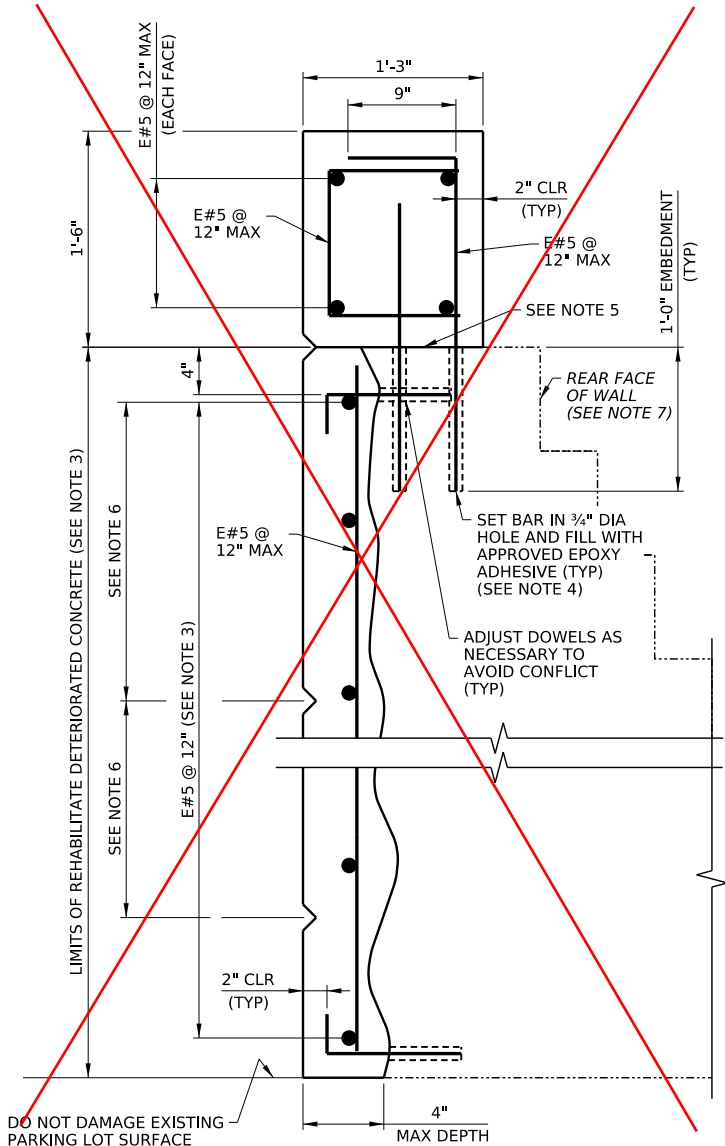 1'-3"
9"
E#5 @ 12" MAX
(EACH FACE)
1'-6"
E#5 @
12" MAX
2" CLR
(TYP)
E#5 @
12" MAX
1'-0" EMBEDMENT
(TYP)
SEE NOTE 5
4"
REAR FACE
OF WALL
(SEE NOTE 7)
LIMITS OF REHABILITATE DETERIORATED CONCRETE (SEE NOTE 3)
SEE NOTE 6
E#5 @ 12" (SEE NOTE 3)
E#5 @
12" MAX
SET BAR IN ¾" DIA
HOLE AND FILL WITH
APPROVED EPOXY
ADHESIVE (TYP)
(SEE NOTE 4)
ADJUST DOWELS AS
NECESSARY TO
AVOID CONFLICT
(TYP)
SEE NOTE 6
2" CLR
(TYP)
DO NOT DAMAGE EXISTING
PARKING LOT SURFACE
4"
MAX DEPTH